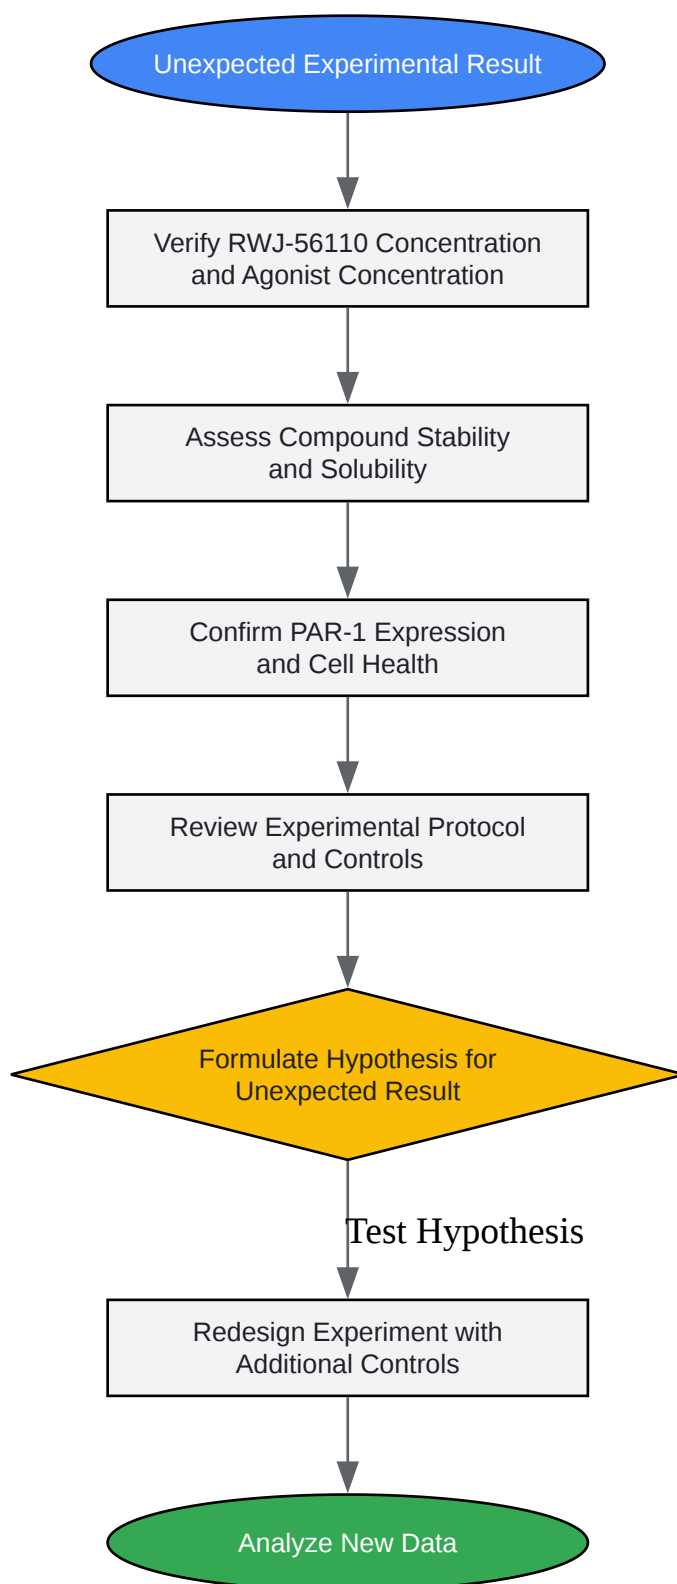 Unexpected Experimental Result
Verify RWJ-56110 Concentration
and Agonist Concentration
Assess Compound Stability
and Solubility
Confirm PAR-1 Expression
and Cell Health
Review Experimental Protocol
and Controls
Formulate Hypothesis for
Unexpected Result
Test Hypothesis
Redesign Experiment with
Additional Controls
Analyze New Data